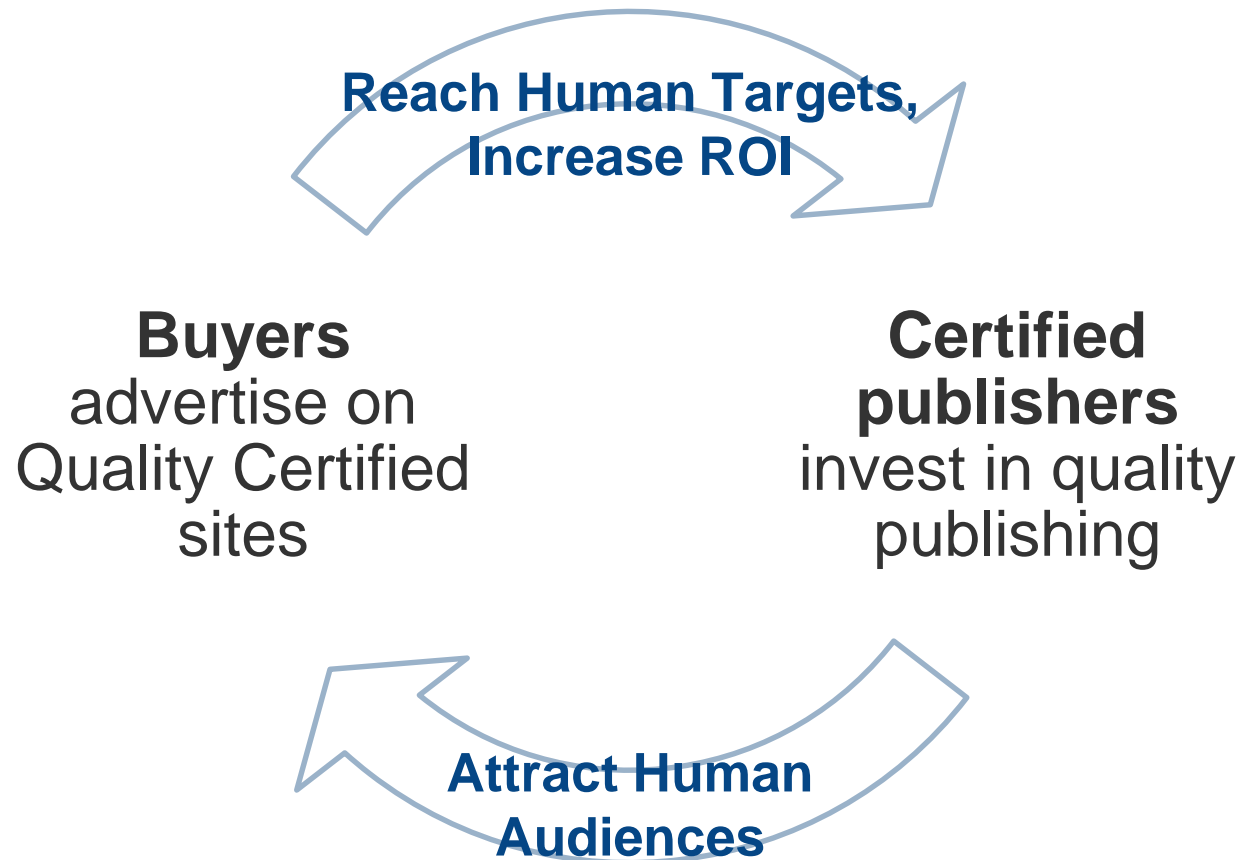 Reach Human Targets,
Increase ROI
Buyers
advertise on
Quality Certified
sites
Certified
publishers
invest in quality
publishing
Attract Human
Audiences